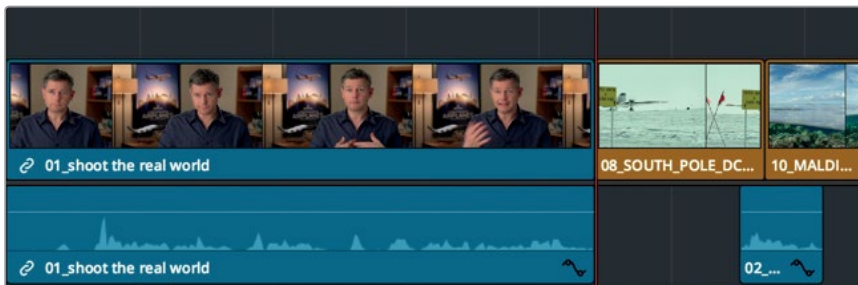 01_shoot the real world
08_SOUTH_POLE_DC...
10_MALDI...
01_shoot the real world
02_...